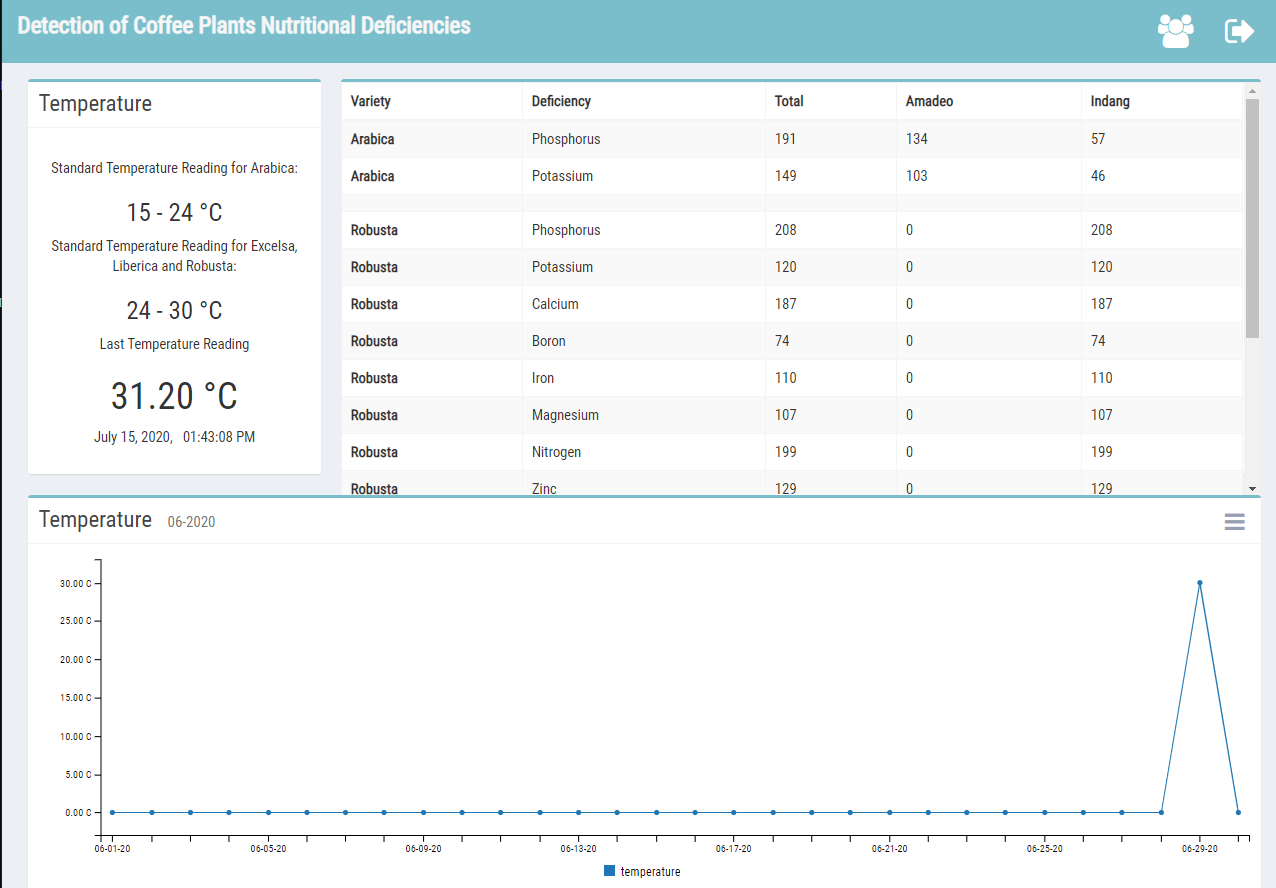 Detection of Coffee Plants Nutritional Deficiencies
Temperature
Standard Temperature Reading for Arabica:
15 - 24 °C
Standard Temperature Reading for Excelsa,
Liberica and Robusta:
24 - 30 °C
Last Temperature Reading
31.20 °C
July 15, 2020, 01:43:08 PM
Variety Deficiency Total Amadeo Indang
Arabica Phosphorus 191 134 57
Arabica Potassium 149 103 46
Robusta Phosphorus 208 0 208
Robusta Potassium 120 0 120
Robusta Calcium 187 0 187
Robusta Boron 74 0 74
Robusta Iron 110 0 110
Robusta Magnesium 107 0 107
Robusta Nitrogen 199 0 199
Robusta Zinc 129 0 129
Temperature 06-2020
30.00 C
25.00 C
20.00 C
15.00 C
10.00 C
5.00 C
0.00 C
06-01-20 06-05-20 06-09-20 06-13-20 06-17-20 06-21-20 06-25-20 06-29-20
temperature